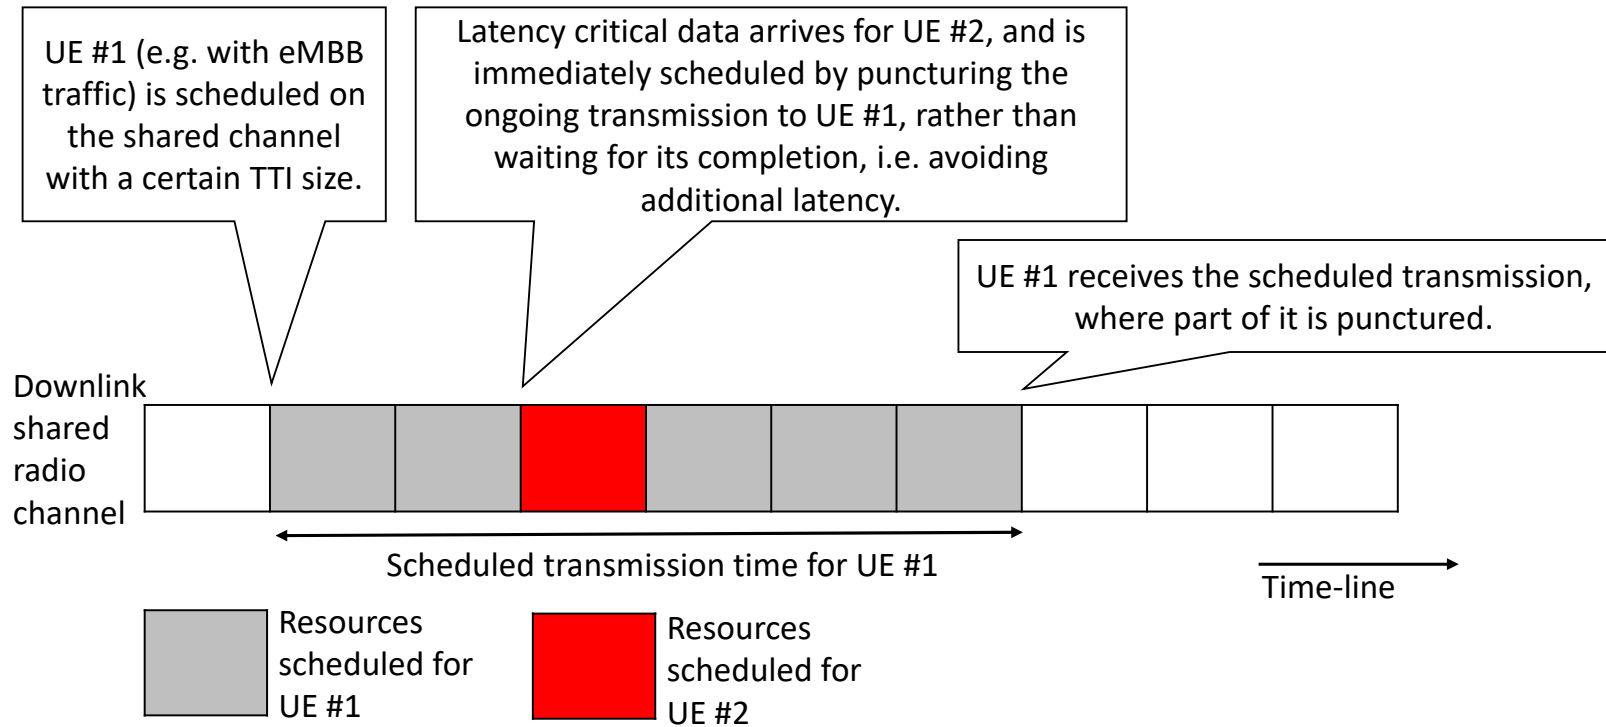 UE #1 (e.g. with eMBB
traffic) is scheduled on
the shared channel
with a certain TTI size.
Latency critical data arrives for UE #2, and is
immediately scheduled by puncturing the
ongoing transmission to UE #1, rather than
waiting for its completion, i.e. avoiding
additional latency.
UE #1 receives the scheduled transmission,
where part of it is punctured.
Downlink
shared
radio
channel
Scheduled transmission time for UE #1
Time-line
Resources
scheduled for
UE #1
Resources
scheduled for
UE #2